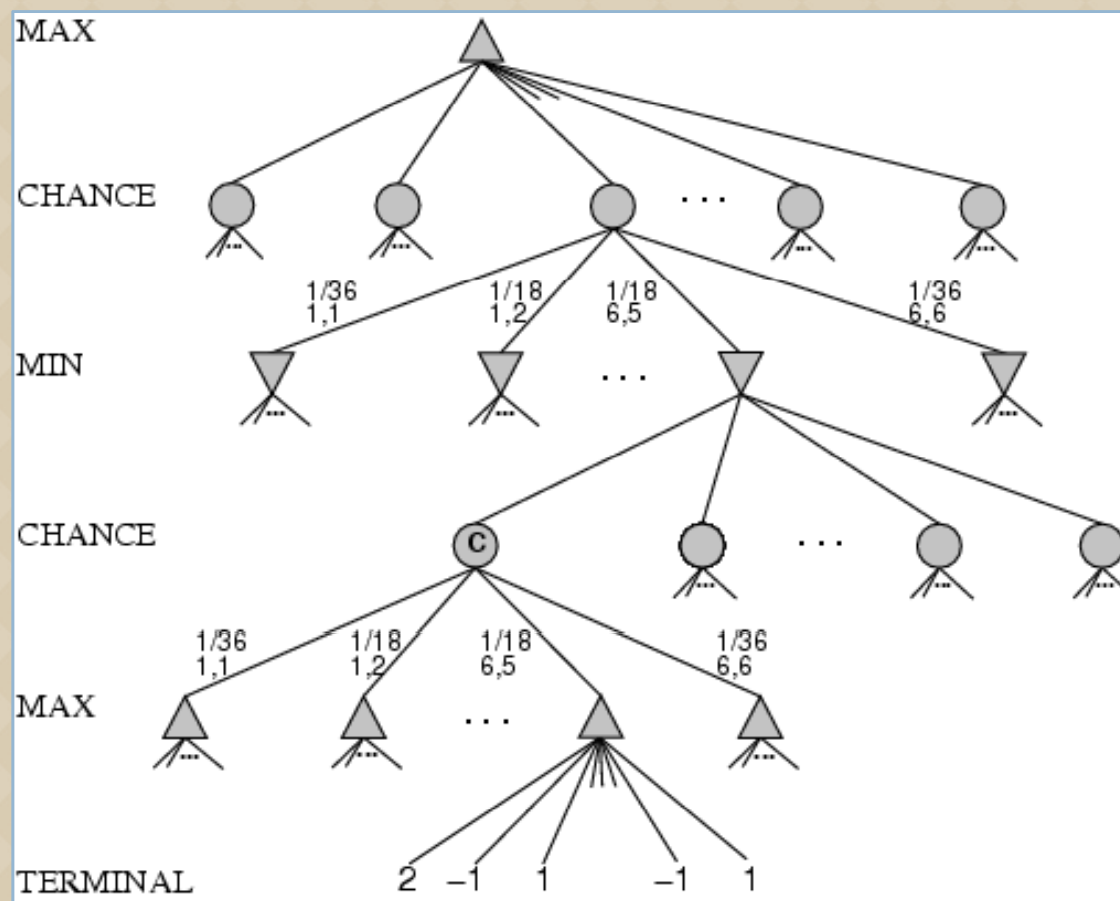 MAX
CHANCE
...
... ... ... ... ...
1/36 1/18 1/18 1/36
1,1 1,2 6,5 6,6
MIN
...
... ... ...
CHANCE
C
...
... ... ...
1/36 1/18 1/18 1/36
1,1 1,2 6,5 6,6
MAX
...
... ... ...
TERMINAL
2 –1 1 –1 1